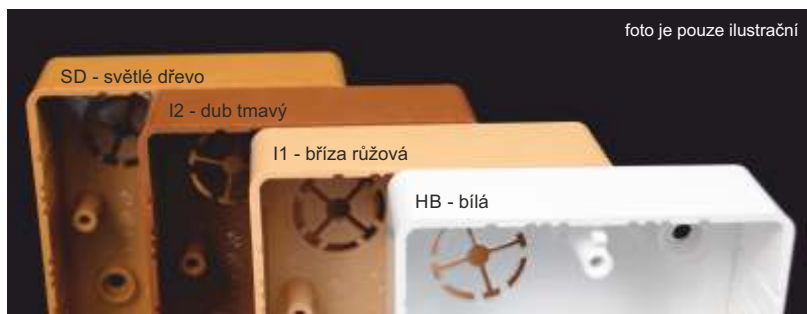 foto je pouze ilustrační
SD - světlé dřevo
I2 - dub tmavý
I1 - bříza růžová
HB - bílá